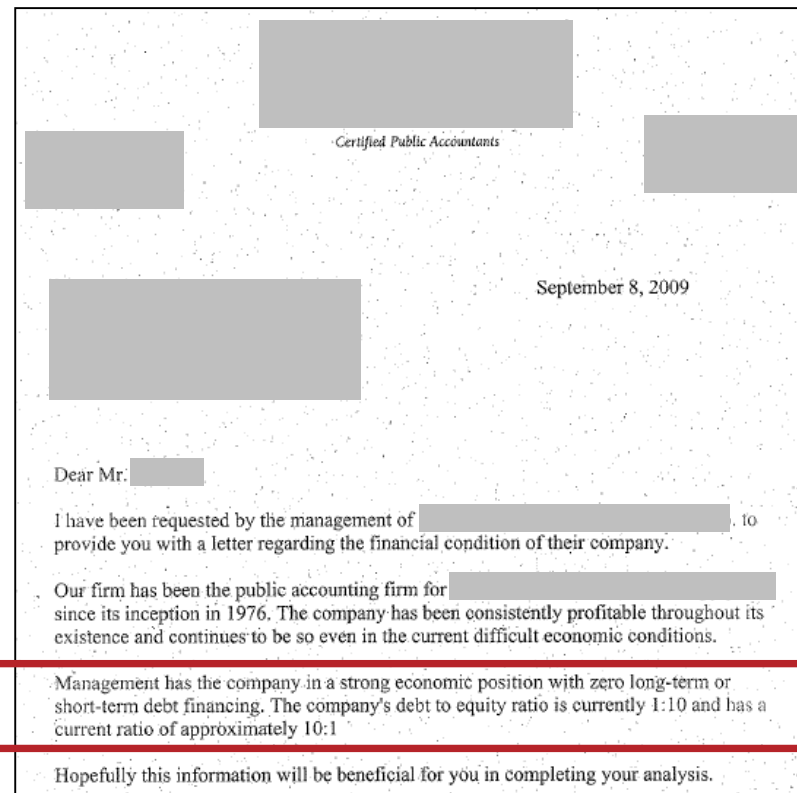 Certified Public Accountants
September 8, 2009
Dear Mr.
I have been requested by the management of . to
provide you with a letter regarding the financial condition of their company.
Our firm has been the public accounting firm for
since its inception in 1976. The company has been consistently profitable throughout its
existence and continues to be so even in the current difficult economic conditions.
Management has the company in a strong economic position with zero long-term or
short-term debt financing. The company's debt to equity ratio is currently 1:10 and has a
current ratio of approximately 10:1
Hopefully this information will be beneficial for you in completing your analysis.